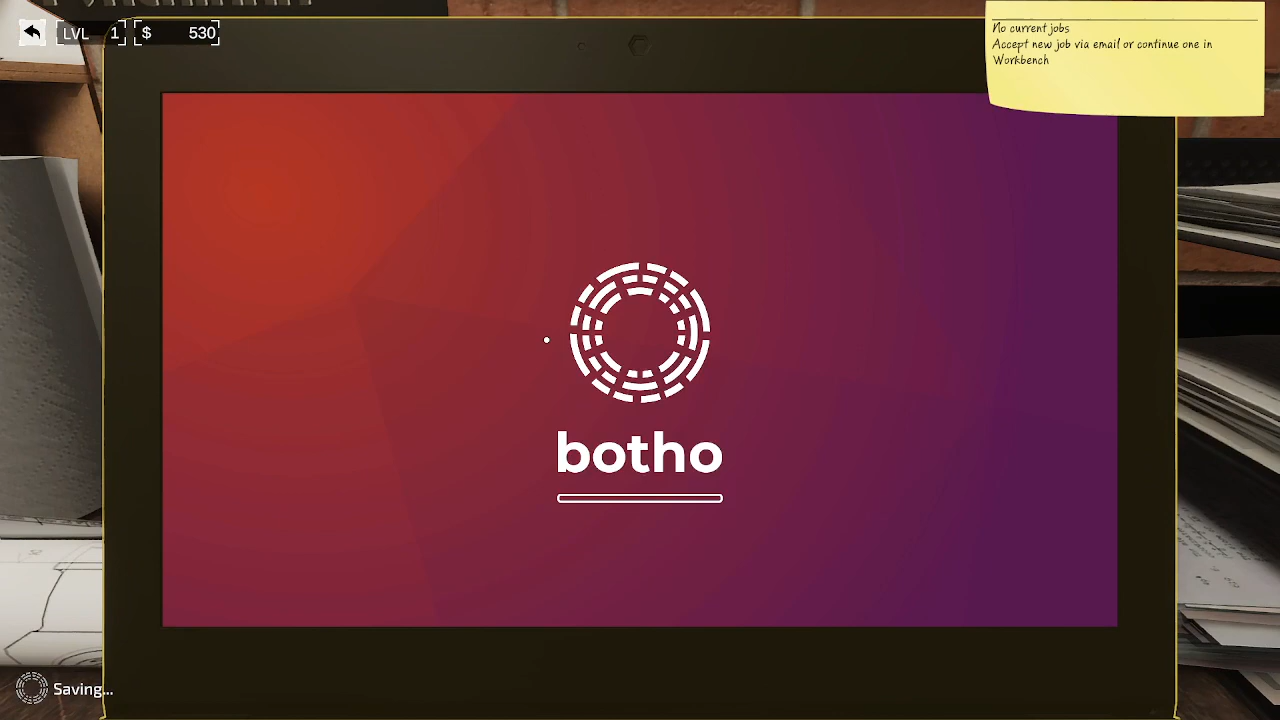 LVL 1 $ 530
No current jobs
Accept new job via email or continue one in
Workbench
botho
Saving...